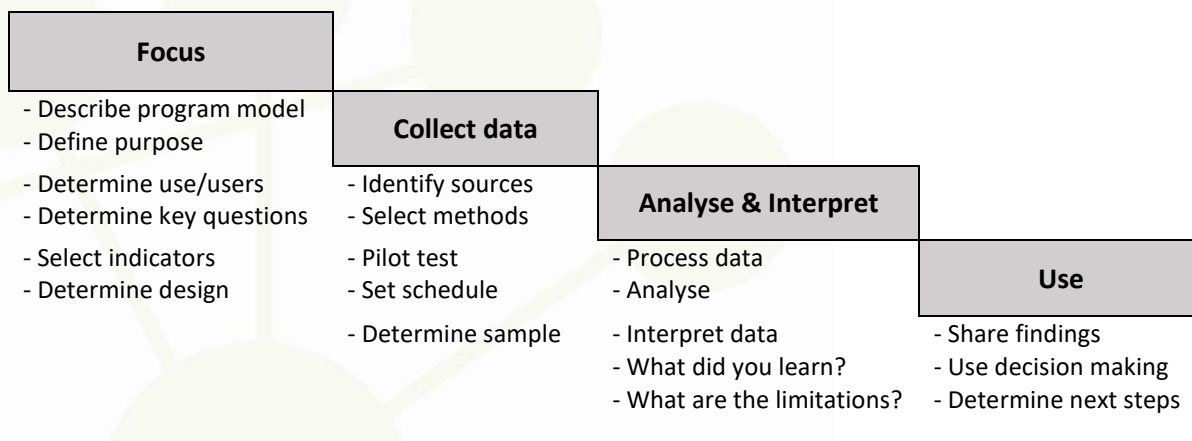 Focus
- Describe program model
- Define purpose
- Determine use/users
- Determine key questions
- Select indicators
- Determine design
Collect data
- Identify sources
- Select methods
- Pilot test
- Set schedule
- Determine sample
Analyse & Interpret
- Process data
- Analyse
- Interpret data
- What did you learn?
- What are the limitations?
Use
- Share findings
- Use decision making
- Determine next steps